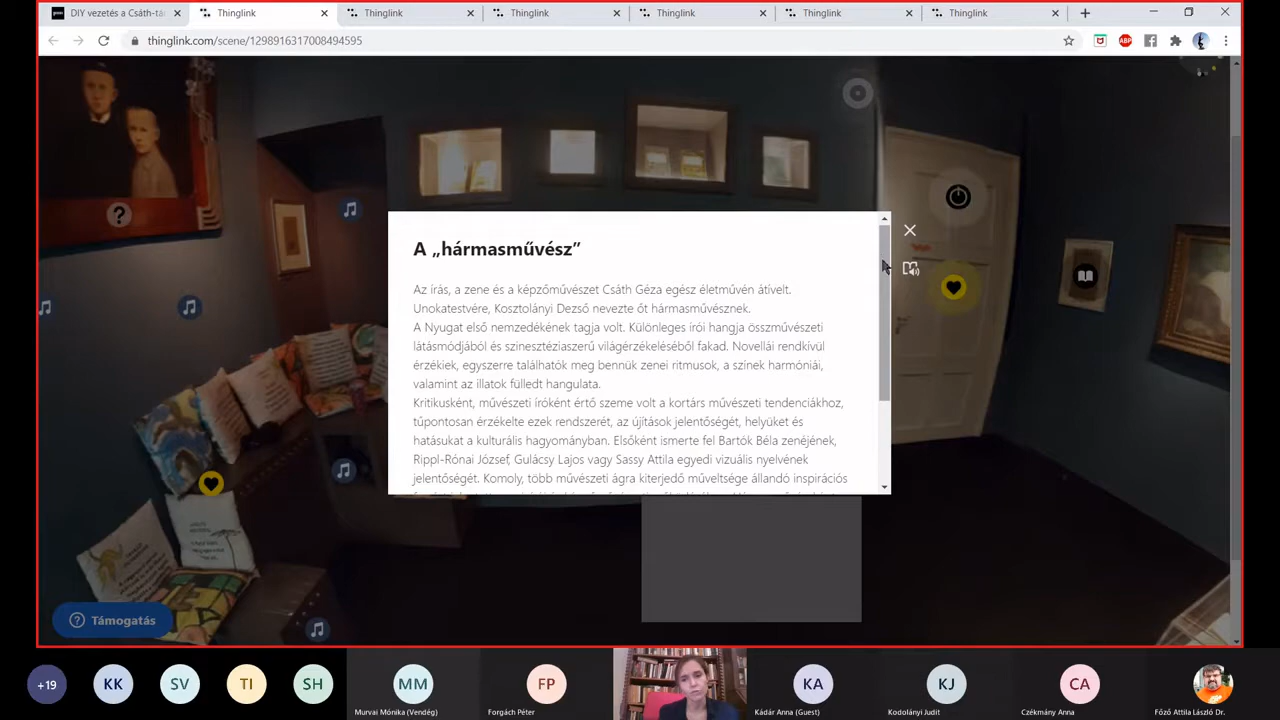 DIY vezetés a Csáth-tá
Thinglink
Thinglink
Thinglink
Thinglink
Thinglink
Thinglink
thinglink.com/scene/1298916317008494595
ABP
A „hármasművész”
Az írás, a zene és a képzőművészet Csáth Géza egész életművén átívelt.
Unokatestvére, Kosztolányi Dezső nevezte őt hármasművésznek.
A Nyugat első nemzedékének tagja volt. Különleges írói hangja összművészeti
látásmódjából és szinesztéziaszerű világérzékeléséből fakad. Novellái rendkívül
érzékiek, egyszerre találhatók meg bennük zenei ritmusok, a színek harmóniái,
valamint az illatok fülledt hangulata.
Kritikusként, művészeti íróként értő szeme volt a kortárs művészeti tendenciákhoz,
tűpontosan érzékelte ezek rendszerét, az újítások jelentőségét, helyüket és
hatásukat a kulturális hagyományban. Elsőként ismerte fel Bartók Béla zenéjének,
Rippl-Rónai József, Gulácsy Lajos vagy Sassy Attila egyedi vizuális nyelvének
jelentőségét. Komoly, több művészeti ágra kiterjedő műveltsége állandó inspirációs
Támogatás
+19
KK
SV
TI
SH
MM
FP
KA
KJ
CA
Murvai Mónika (Vendég)
Forgách Péter
Kádár Anna (Guest)
Kodolányi Judit
Czékmány Anna
Főző Attila László Dr.